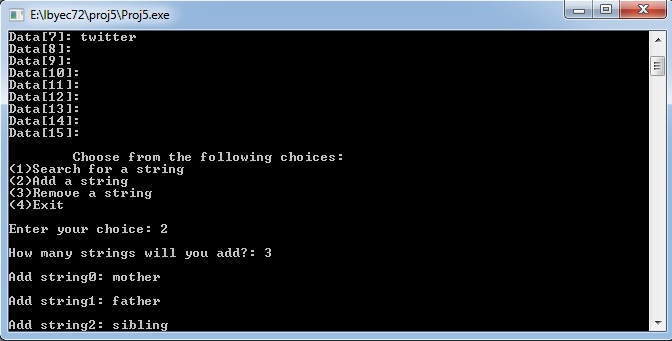 E:\lbyec72\proj5\Proj5.exe
Data[7]: twitter
Data[8]:
Data[9]:
Data[10]:
Data[11]:
Data[12]:
Data[13]:
Data[14]:
Data[15]:
Choose from the following choices:
(1)Search for a string
(2)Add a string
(3)Remove a string
(4)Exit
Enter your choice: 2
How many strings will you add?: 3
Add string0: mother
Add string1: father
Add string2: sibling